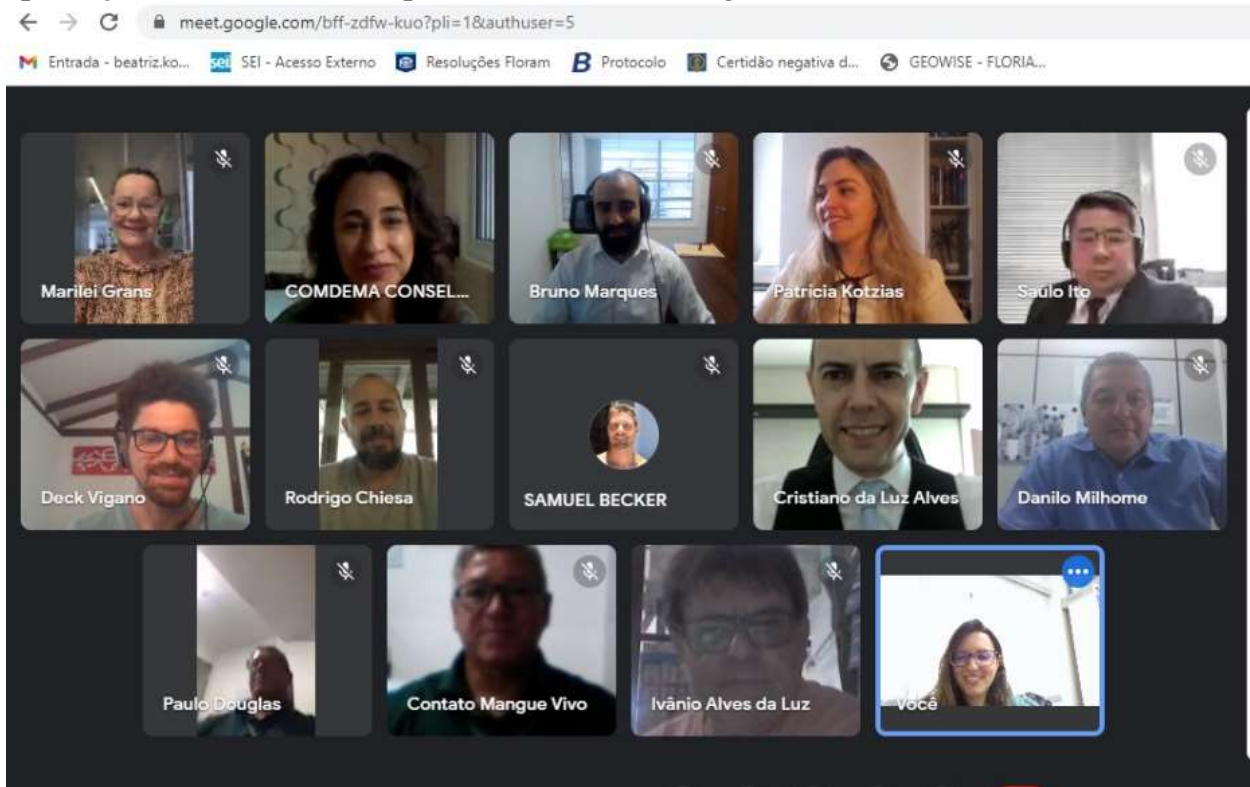 meet.google.com/bff-zdfw-kuo?pli=1&authuser=5
Entrada - beatriz.ko... sei SEI - Acesso Externo Resoluções Floram B Protocolo Certidão negativa d... GEOWISE - FLORIA...
Marilei Grans COMDEMA CONSEL... Bruno Marques Patricia Kotzias Saulo Ito
Deck Vigano Rodrigo Chiesa SAMUEL BECKER Cristiano da Luz Alves Danilo Milhome
Paulo Douglas Contato Mangue Vivo Ivânio Alves da Luz Você